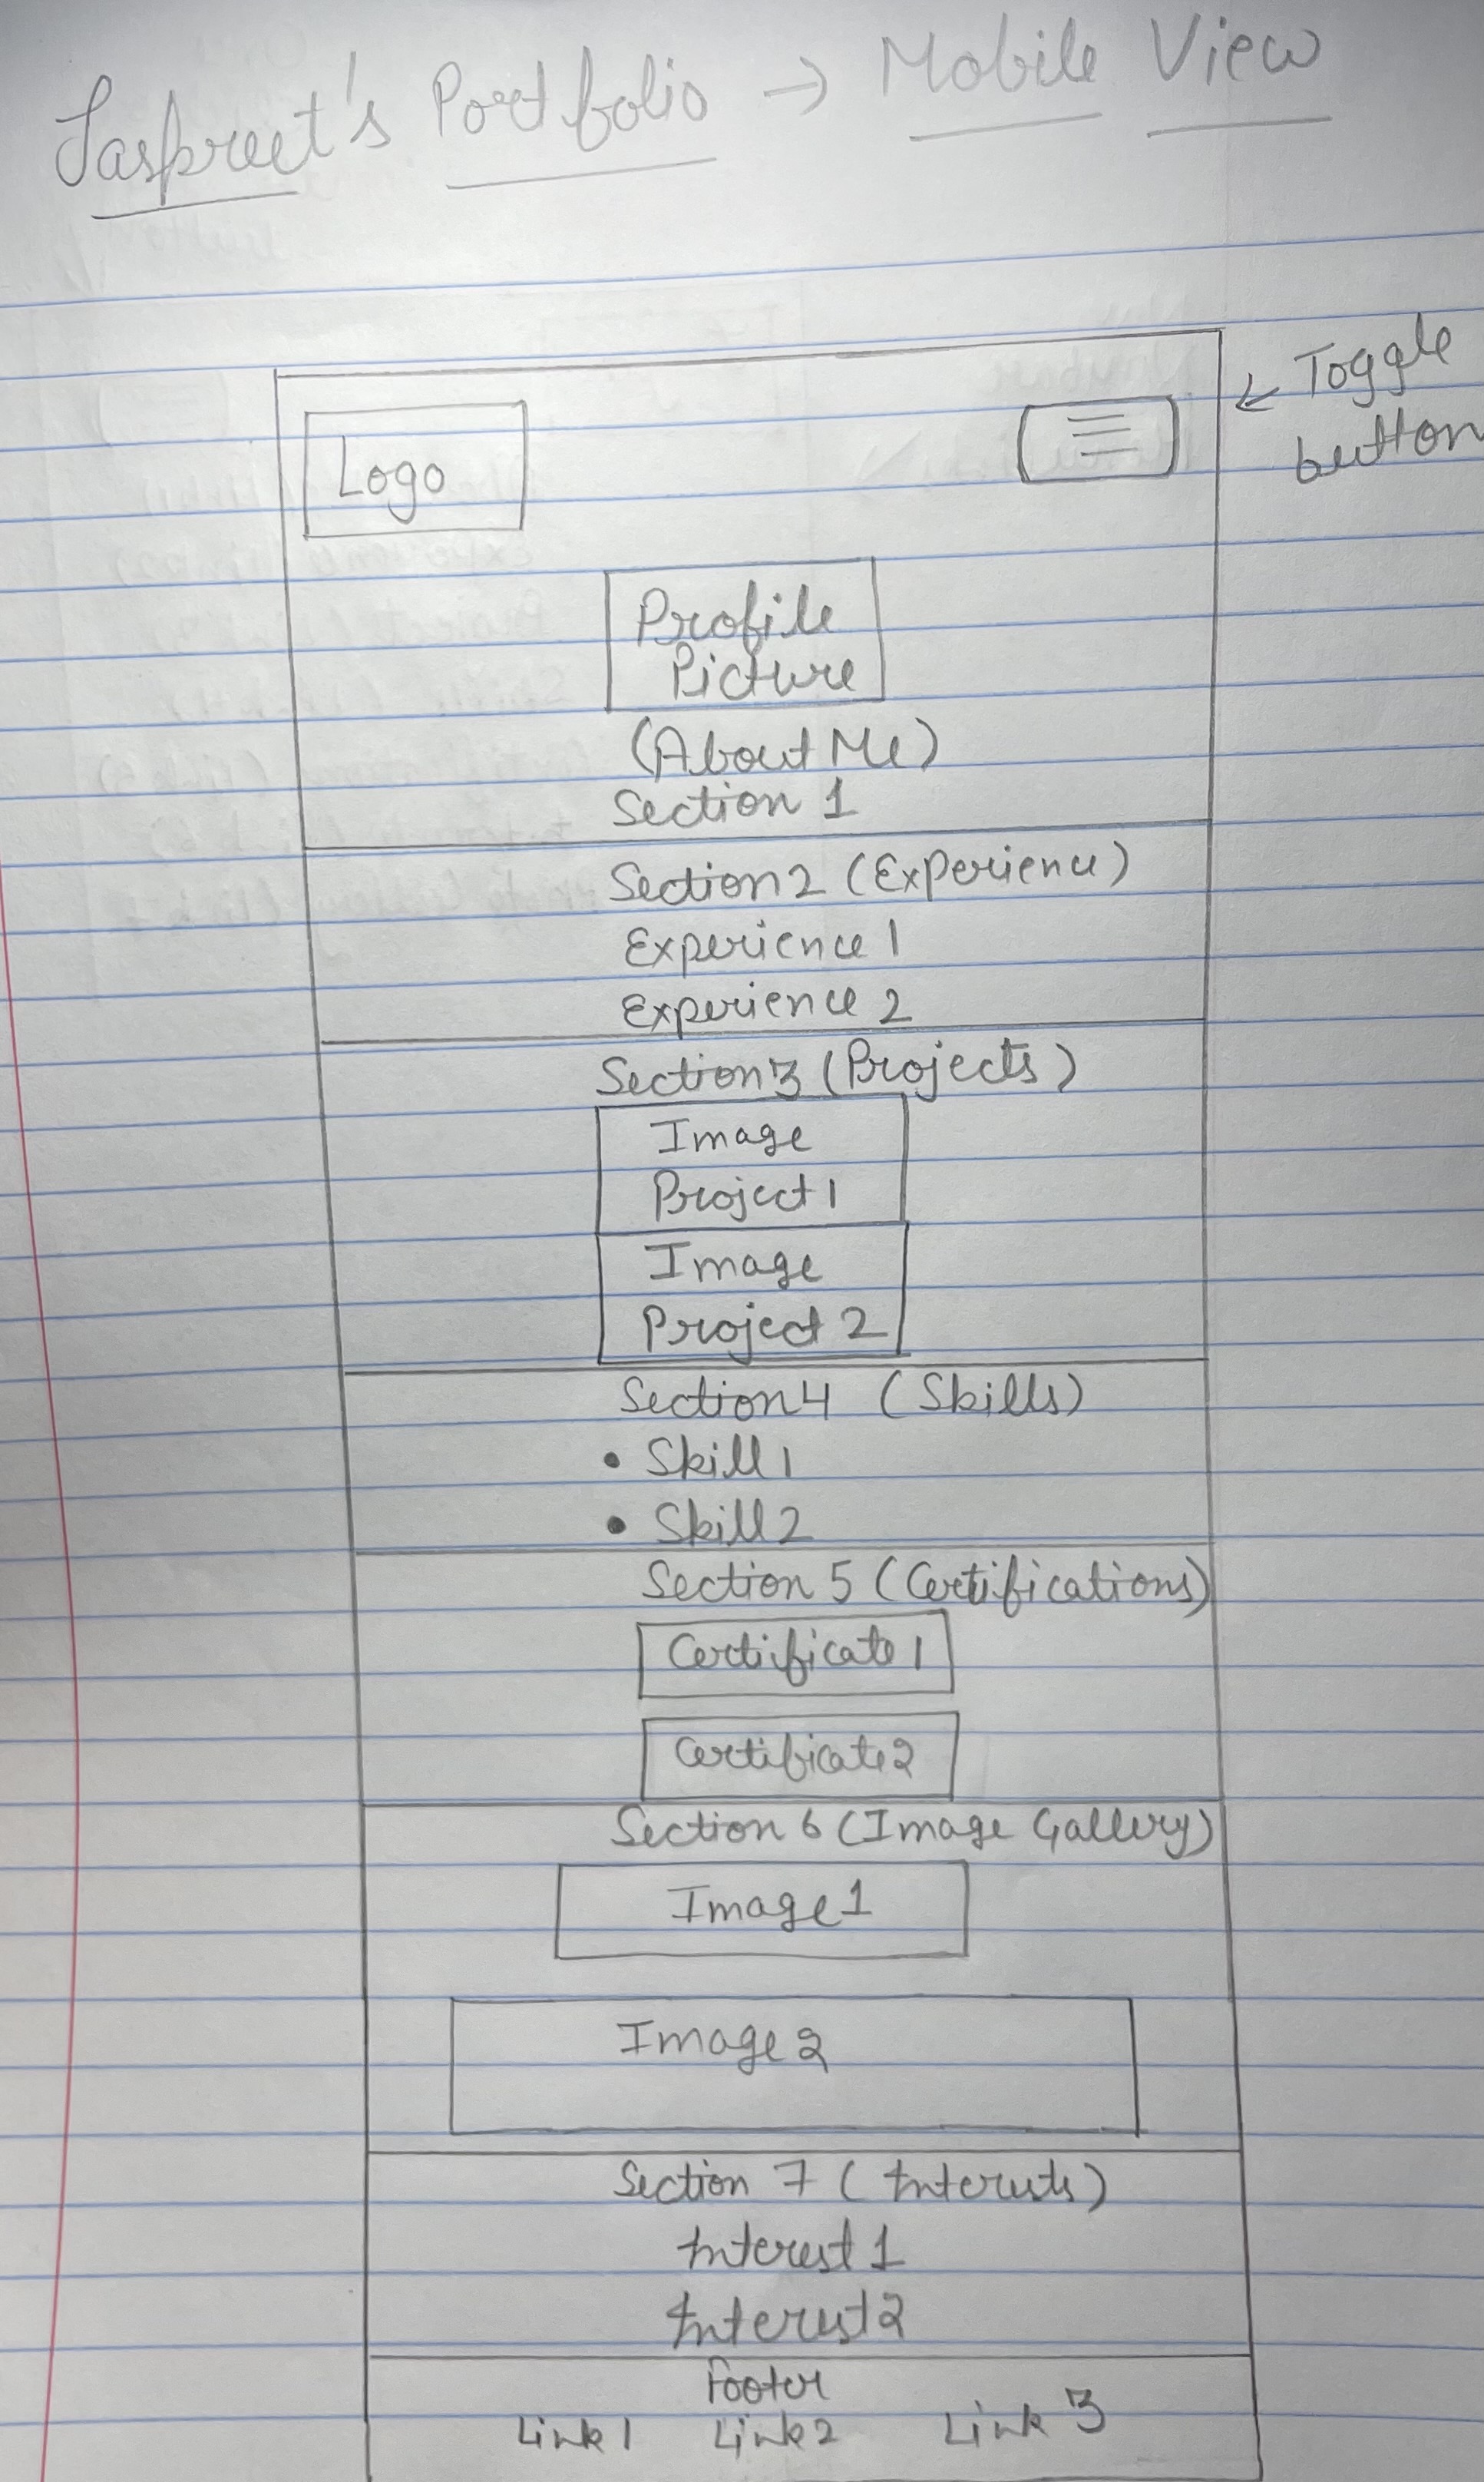 Jaspreet's Portfolio → Mobile View
← Toggle
button
Logo
Profile
Picture
(About Me)
Section 1
Section 2 (Experience)
Experience 1
Experience 2
Section 3 (Projects)
Image
Project 1
Image
Project 2
Section 4 (Skills)
• Skill 1
• Skill 2
Section 5 (Certifications)
Certificate 1
Certificate 2
Section 6 (Image Gallery)
Image 1
Image 2
Section 7 (Interests)
Interest 1
Interest 2
Footer
Link 1 Link 2 Link 3